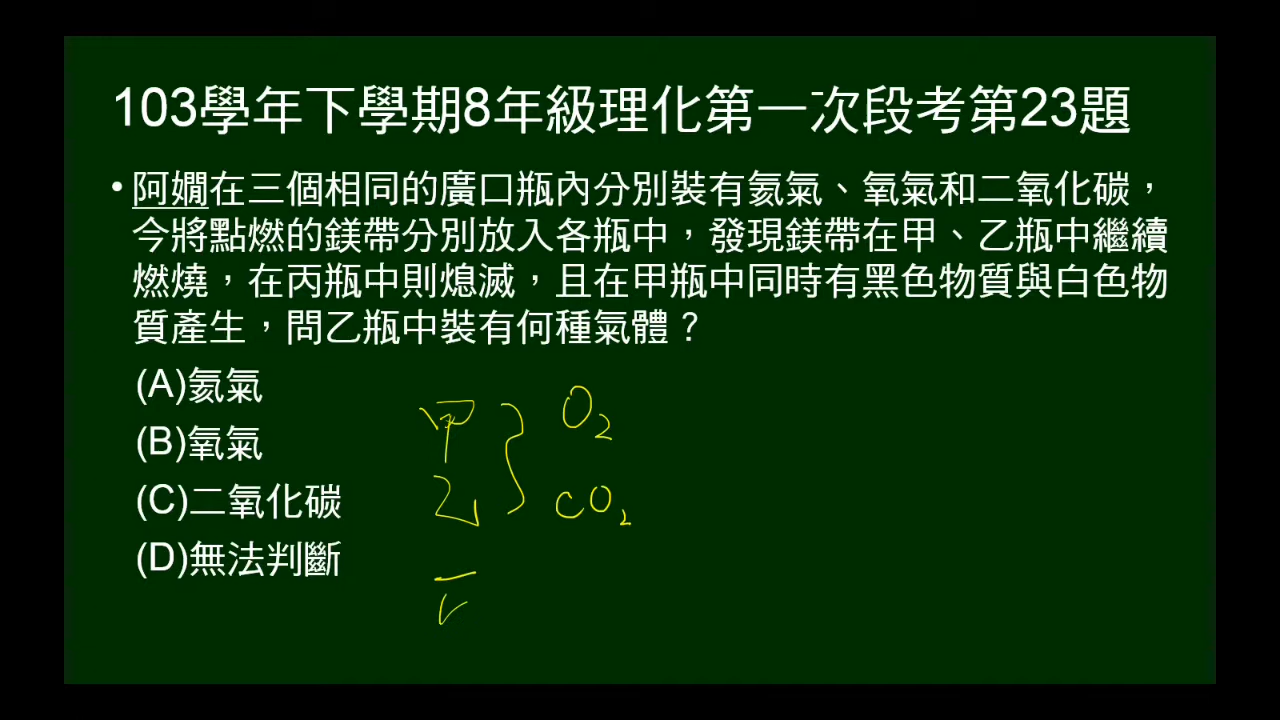 103學年下學期8年級理化第一次段考第23題
• 阿嫺在三個相同的廣口瓶內分別裝有氦氣、氧氣和二氧化碳，
今將點燃的鎂帶分別放入各瓶中，發現鎂帶在甲、乙瓶中繼續
燃燒，在丙瓶中則熄滅，且在甲瓶中同時有黑色物質與白色物
質產生，問乙瓶中裝有何種氣體？
(A)氦氣
(B)氧氣
(C)二氧化碳
(D)無法判斷
甲 } O2
乙 } CO2